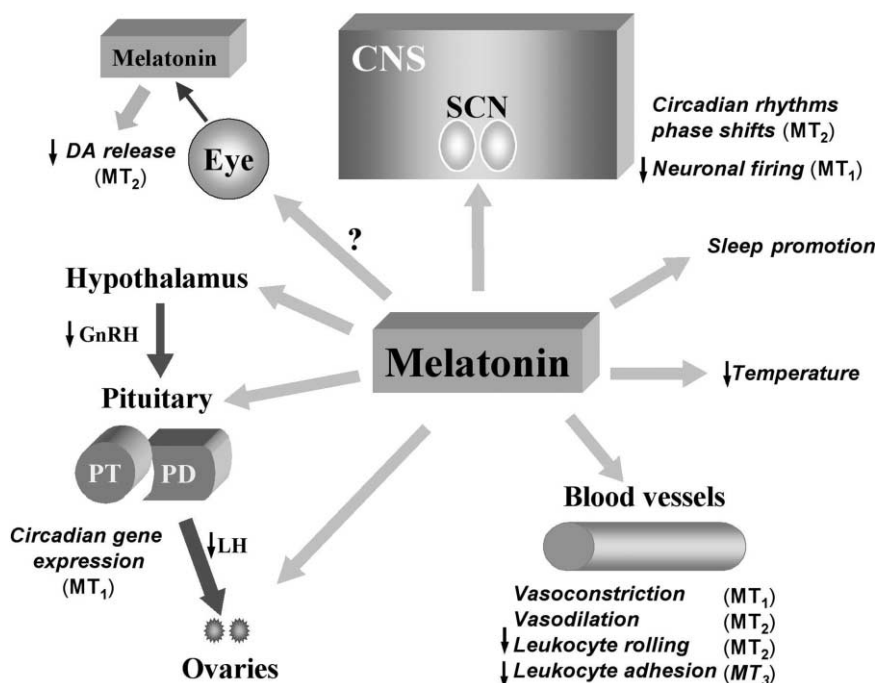 Melatonin
↓ DA release
(MT₂)
Eye
CNS
SCN
Circadian rhythms
phase shifts (MT₂)
↓ Neuronal firing (MT₁)
?
Sleep promotion
Hypothalamus
↓ GnRH
Melatonin
↓Temperature
Pituitary
PT
PD
Circadian gene
expression
(MT₁)
↓LH
Ovaries
Blood vessels
Vasoconstriction (MT₁)
Vasodilation (MT₂)
↓ Leukocyte rolling (MT₂)
↓ Leukocyte adhesion (MT₃)